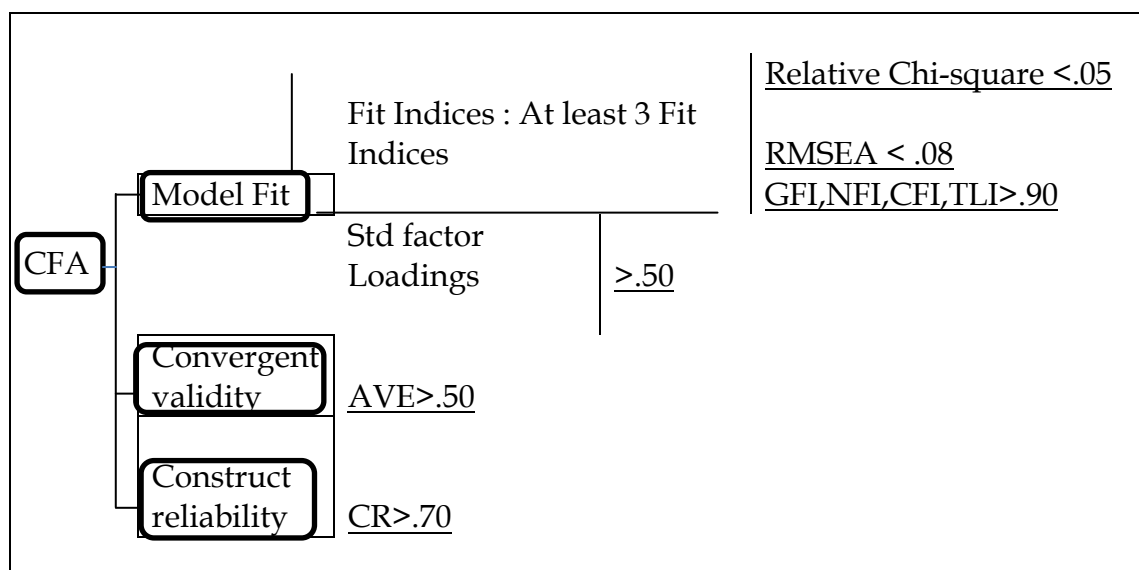 Relative Chi-square <.05
Fit Indices : At least 3 Fit
Indices
RMSEA < .08
Model Fit
GFI,NFI,CFI,TLI>.90
Std factor
Loadings
>.50
CFA
Convergent
validity
AVE>.50
Construct
reliability
CR>.70